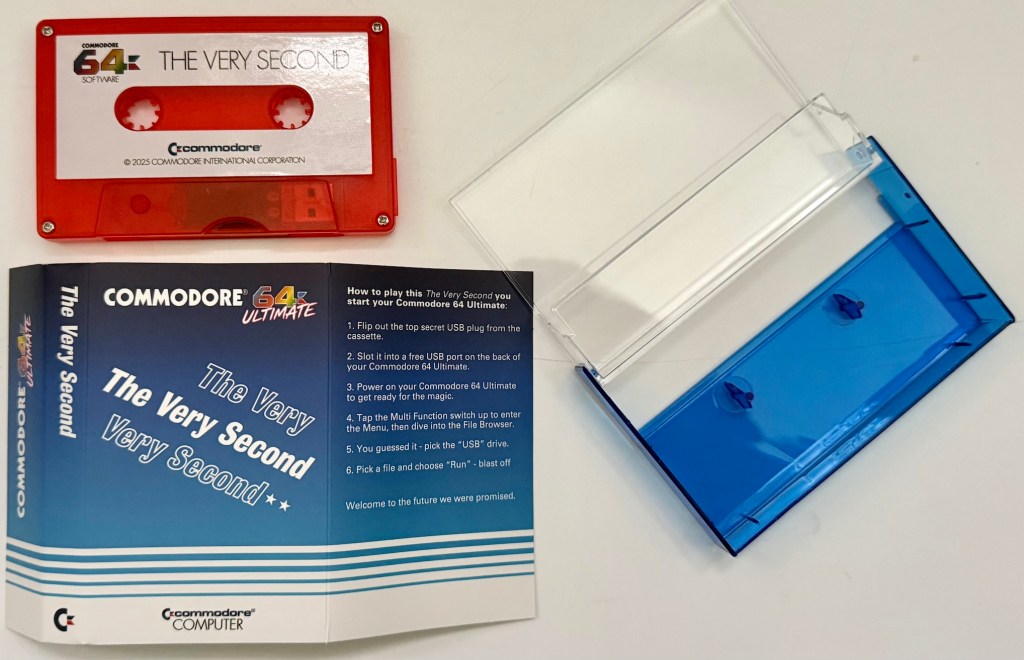 COMMODORE
64
SOFTWARE
THE VERY SECOND
commodore
© 2025 COMMODORE INTERNATIONAL CORPORATION
COMMODORE® 64
ULTIMATE
The Very Second
COMMODORE® 64
ULTIMATE
The Very
The Very Second
Very Second★★
commodore®
COMPUTER
How to play this The Very Second you
start your Commodore 64 Ultimate:
1. Flip out the top secret USB plug from the
cassette.
2. Slot it into a free USB port on the back of
your Commodore 64 Ultimate.
3. Power on your Commodore 64 Ultimate
to get ready for the magic.
4. Tap the Multi Function switch up to enter
the Menu, then dive into the File Browser.
5. You guessed it - pick the “USB” drive.
6. Pick a file and choose “Run” - blast off
Welcome to the future we were promised.